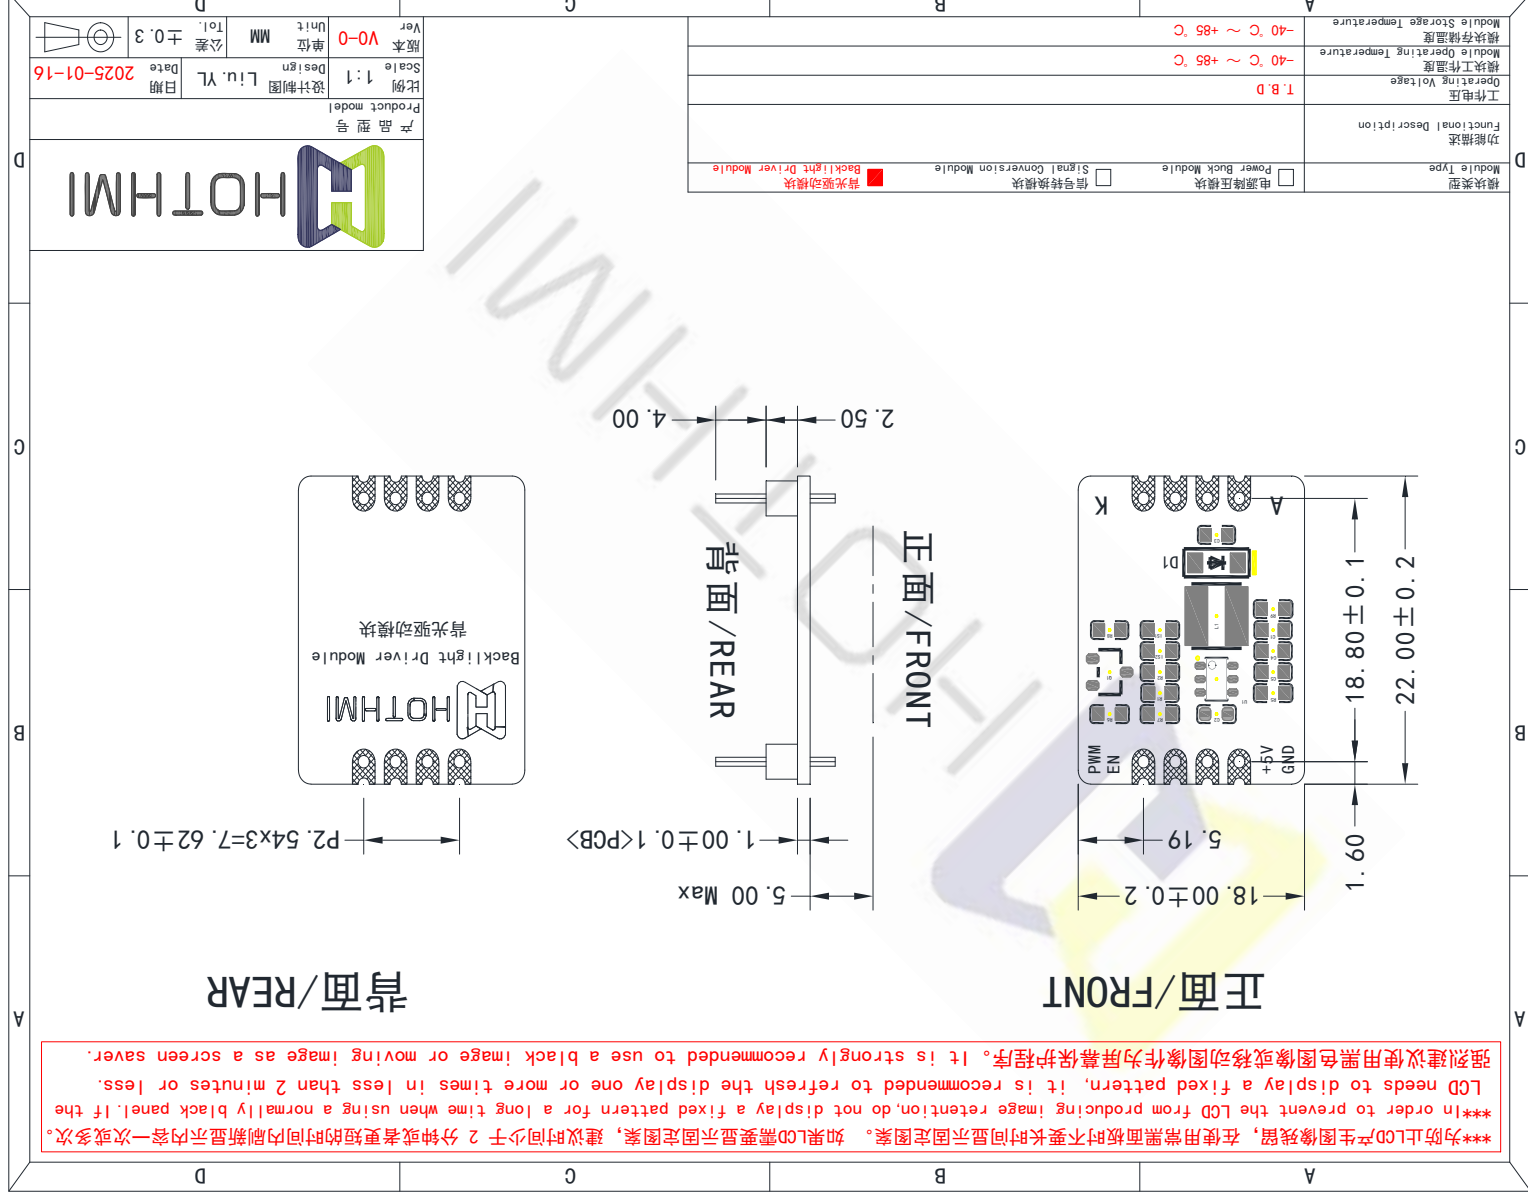 ***为防止LCD产生图像残留，在使用常黑面板时不要长时间显示固定图案。 如果LCD需要显示固定图案，建议时间少于 2 分钟或者更短的时间内刷新显示内容一次或多次。
***In order to prevent the LCD from producing image retention, do not display a fixed pattern for a long time when using a normally black panel. If the
LCD needs to display a fixed pattern, it is recommended to refresh the display one or more times in less than 2 minutes or less.
强烈建议使用黑色图像或移动图像作为屏幕保护程序。It is strongly recommended to use a black image or moving image as a screen saver.
正面/FRONT
背面/REAR
18.00±0.2
5.19
1.60
18.80±0.1
22.00±0.2
GND
+5V
EN
PWM
D1
A
K
5.00 Max
1.00±0.1<PCB>
正面/FRONT
背面/REAR
2.50
4.00
P2.54x3=7.62±0.1
HOTHMI
Backlight Driver Module
背光驱动模块
HOTHMI
模块类型
Module Type
电源降压模块
Power Buck Module
信号转换模块
Signal Conversion Module
背光驱动模块
Backlight Driver Module
功能描述
Functional Description
工作电压
Operating Voltage
T.B.D
模块工作温度
Module Operating Temperature
-40 ℃ ~ +85 ℃
模块存储温度
Module Storage Temperature
-40 ℃ ~ +85 ℃
HOTHMI
产品型号
Product model
比例
Scale
1:1
设计制图
Design
Liu.YL
日期
Date
2025-01-16
版本
Ver
V0-0
单位
Unit
MM
公差
Tol.
±0.3
A
B
C
D
A
B
C
D
A
B
C
D
A
B
C
D